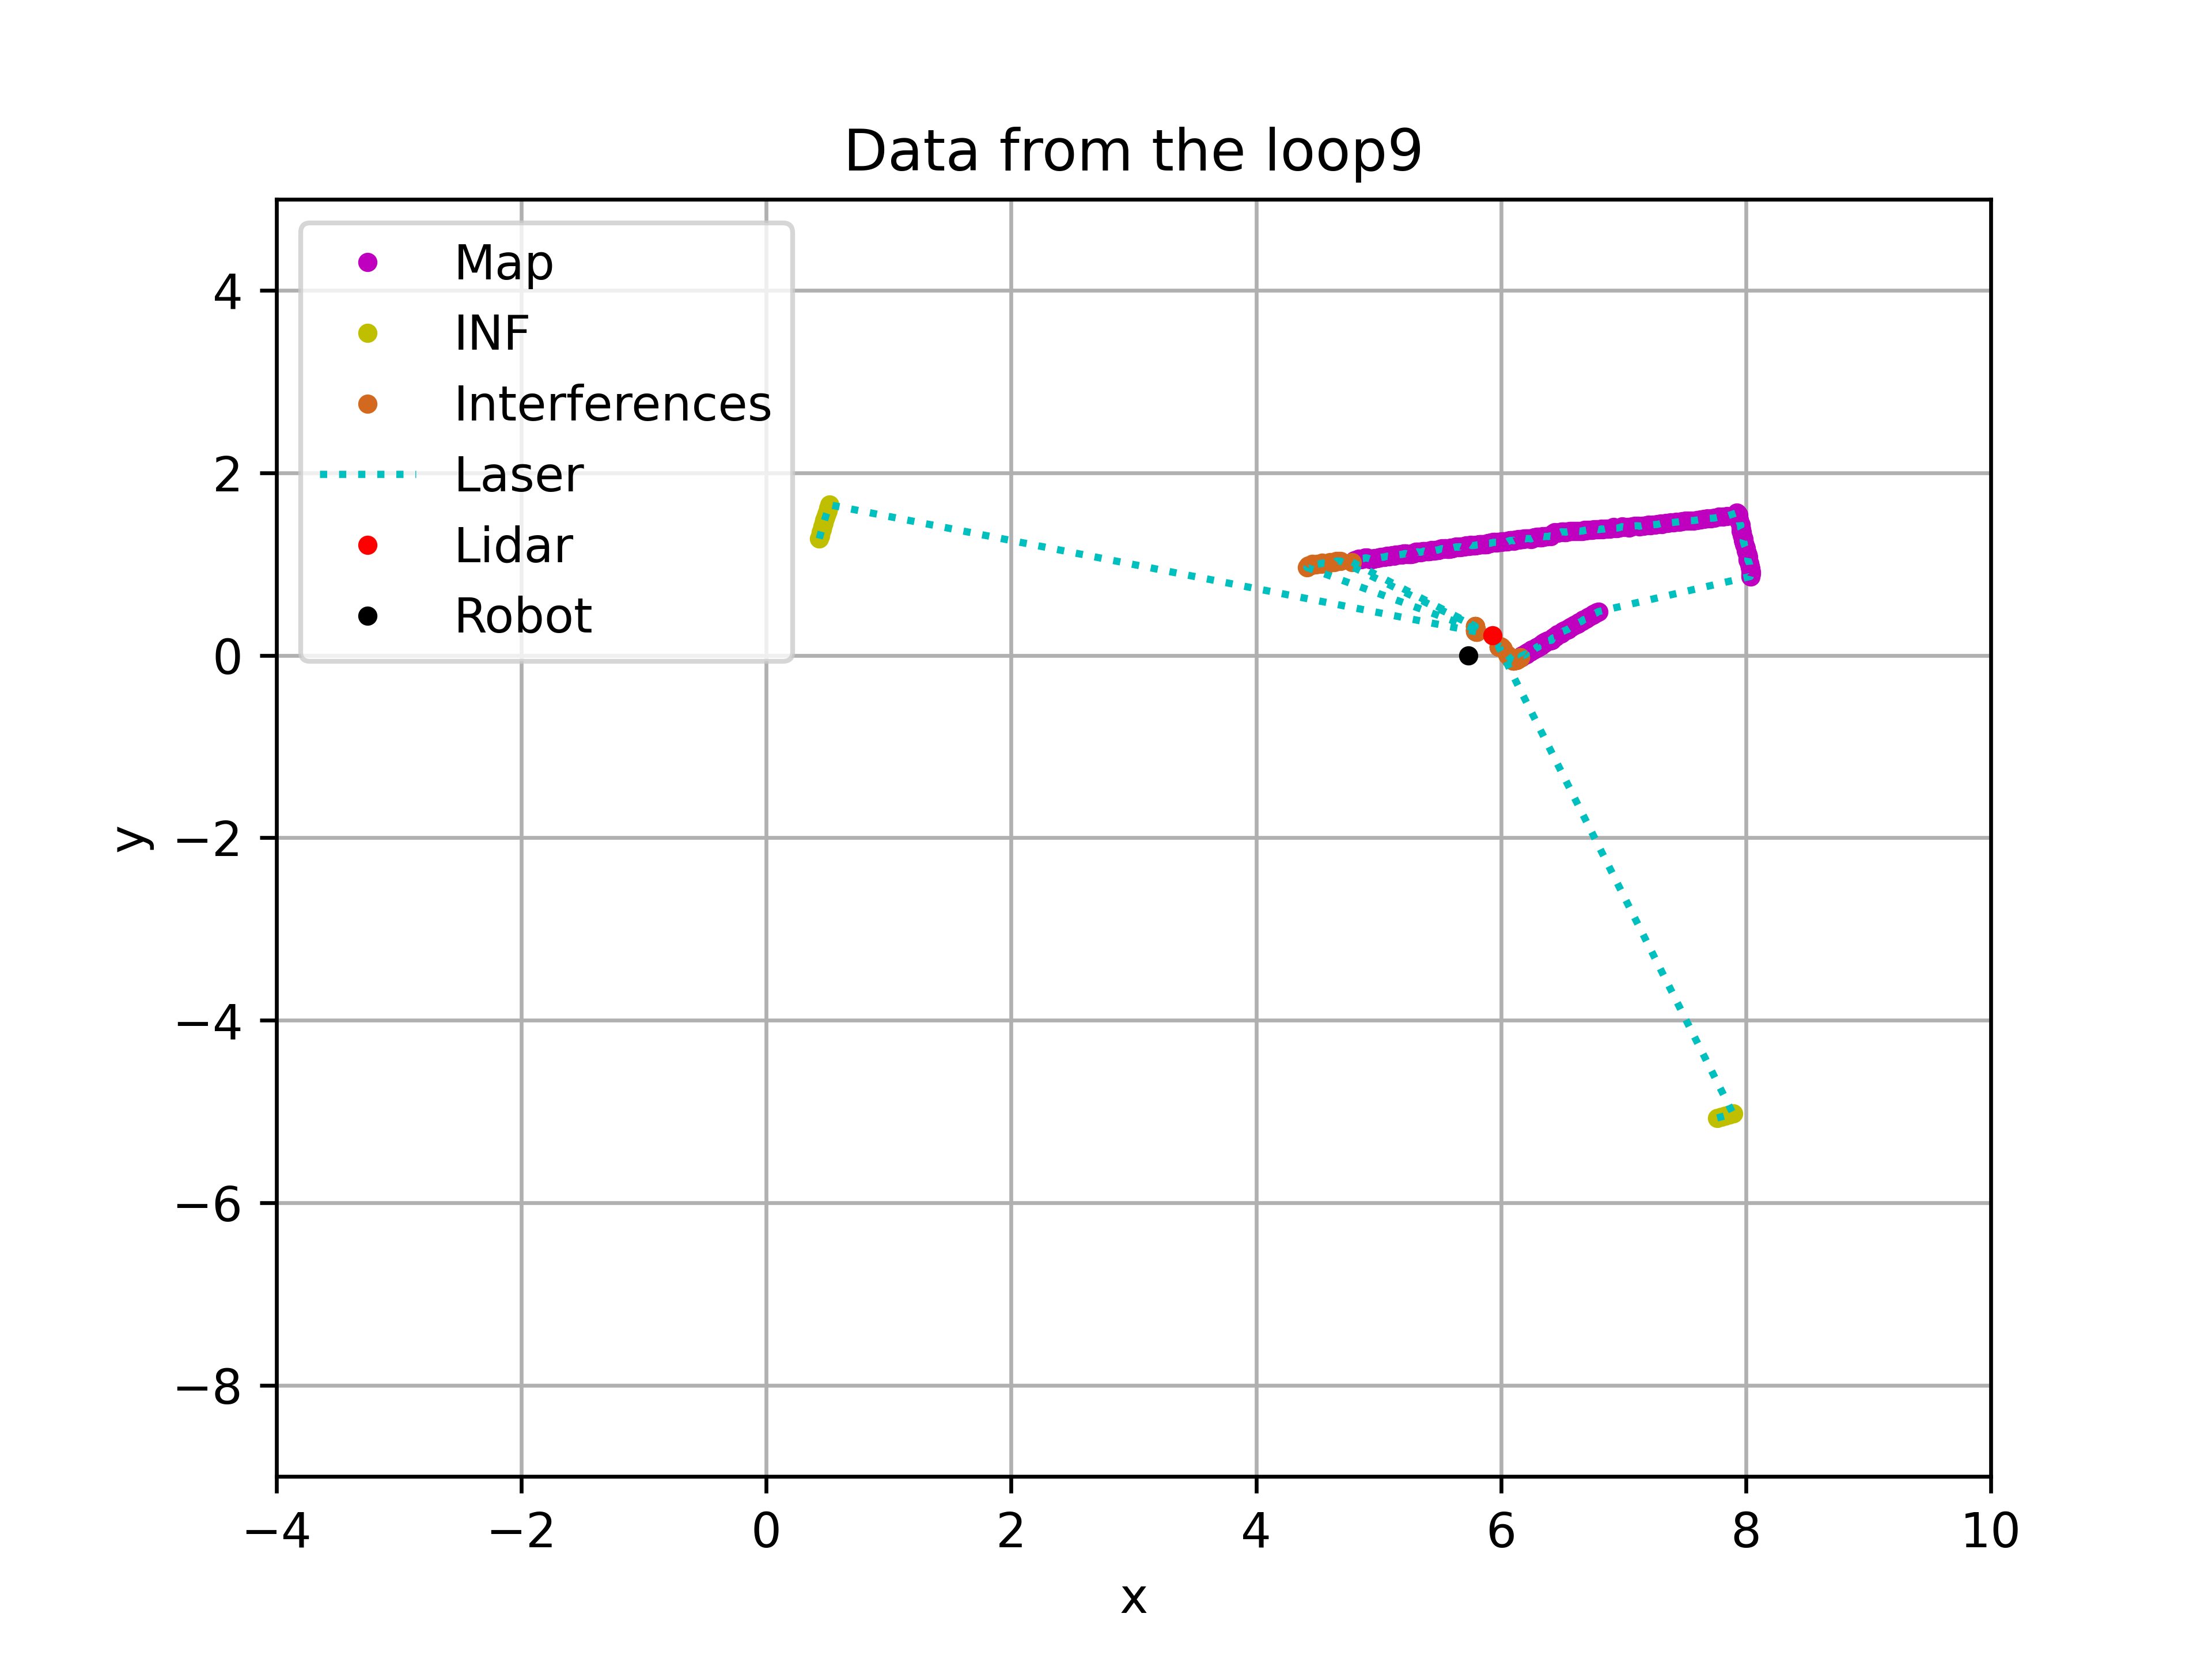 Data from the loop9
Map
INF
Interferences
Laser
Lidar
Robot
4
2
0
−2
−4
−6
−8
y
−4
−2
0
2
4
6
8
10
x